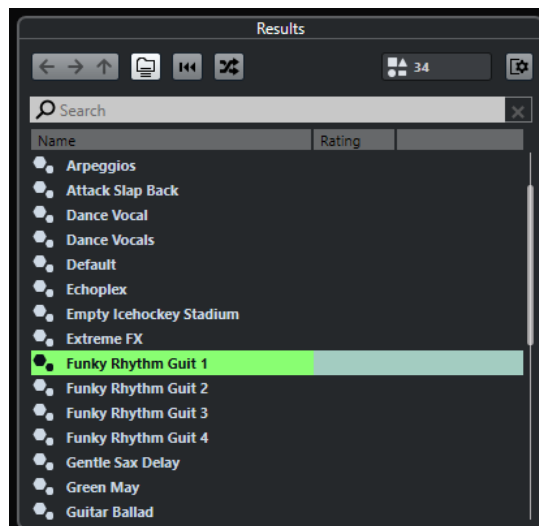 Results
34
Search
Name Rating
Arpeggios
Attack Slap Back
Dance Vocal
Dance Vocals
Default
Echoplex
Empty Icehockey Stadium
Extreme FX
Funky Rhythm Guit 1
Funky Rhythm Guit 2
Funky Rhythm Guit 3
Funky Rhythm Guit 4
Gentle Sax Delay
Green May
Guitar Ballad